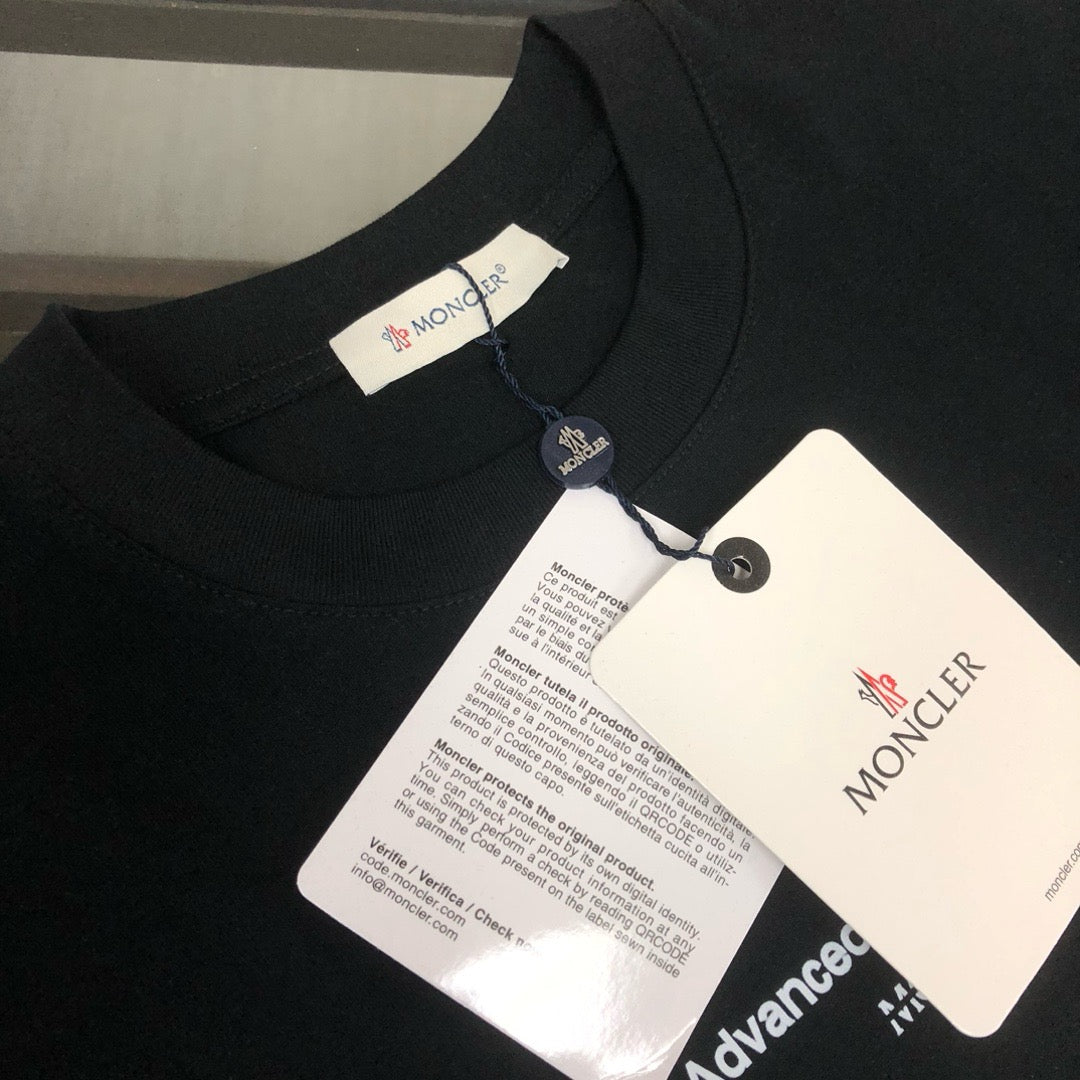 MONCLER®
MONCLER
Moncler protè
Ce produit est
Vous pouvez
la qualité et la
un simple co
par le biais du
sue à l'intérieur
Moncler tutela il prodotto originale.
Questo prodotto è tutelato da un'identità digitale.
In qualsiasi momento può verificare l'autenticità, la
qualità e la provenienza del prodotto facendo un
semplice controllo, leggendo il QRCODE o utiliz-
zando il Codice presente sull'etichetta cucita all'in-
terno di questo capo.
Moncler protects the original product.
This product is protected by its own digital identity.
You can check your product information at any
time. Simply perform a check by reading QRCODE
or using the Code present on the label sewn inside
this garment.
Vérifie / Verifica / Check no
code.moncler.com
info@moncler.com
MONCLER
moncler.com
Advanced